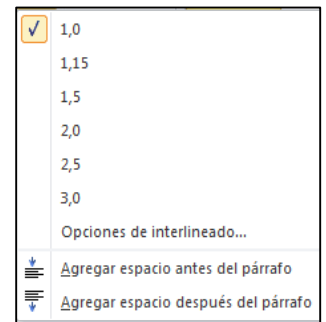 1,0
1,15
1,5
2,0
2,5
3,0
Opciones de interlineado...
Agregar espacio antes del párrafo
Agregar espacio después del párrafo